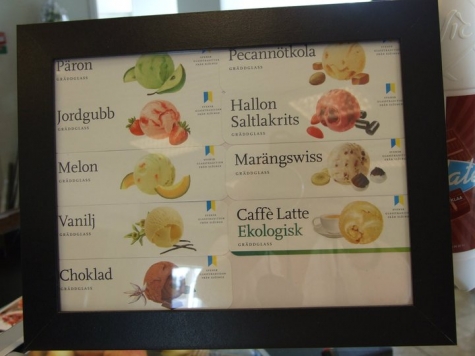 Päron
GRÄDDGLASS
Jordgubb
GRÄDDGLASS
Melon
GRÄDDGLASS
Vanilj
GRÄDDGLASS
Choklad
GRÄDDGLASS
Pecannötkola
GRÄDDGLASS
Hallon
Saltlakrits
GRÄDDGLASS
Marängswiss
GRÄDDGLASS
Caffè Latte
Ekologisk
GRÄDDGLASS